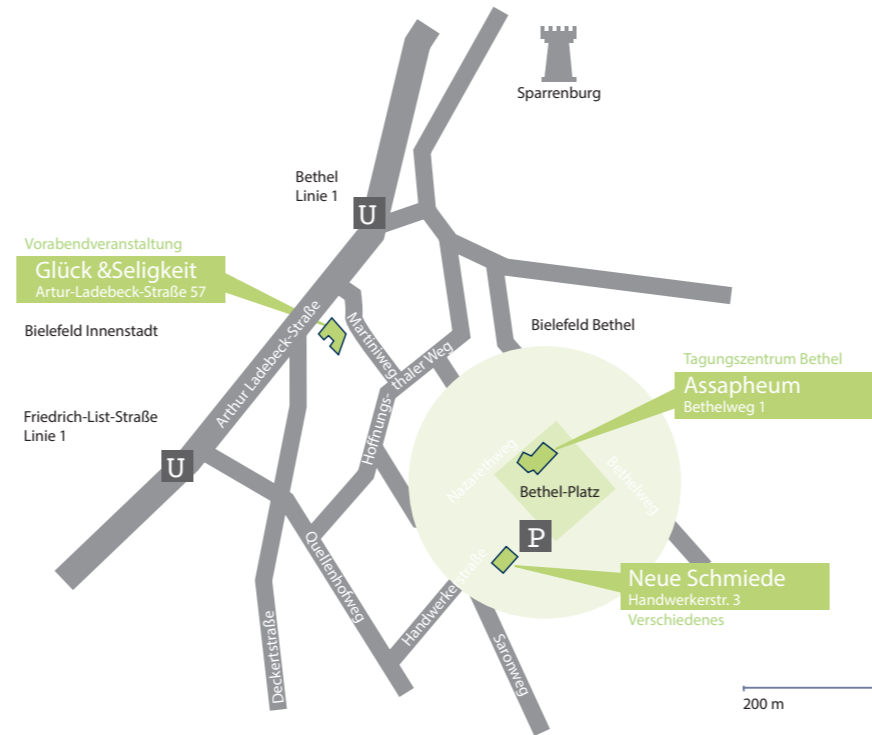 Sparrenburg
Bethel
Linie 1
U
Vorabendveranstaltung
Glück &Seligkeit
Artur-Ladebeck-Straße 57
Bielefeld Innenstadt
Arthur Ladebeck-Straße
Martiniweg
Bielefeld Bethel
Hoffnungs-
thaler Weg
Tagungszentrum Bethel
Assapheum
Bethelweg 1
Friedrich-List-Straße
Linie 1
U
Nazarethweg
Bethelweg
Bethel-Platz
P
Quellenhofweg
Handwerkerstraße
Deckertstraße
Saronweg
Neue Schmiede
Handwerkerstr. 3
Verschiedenes
200 m